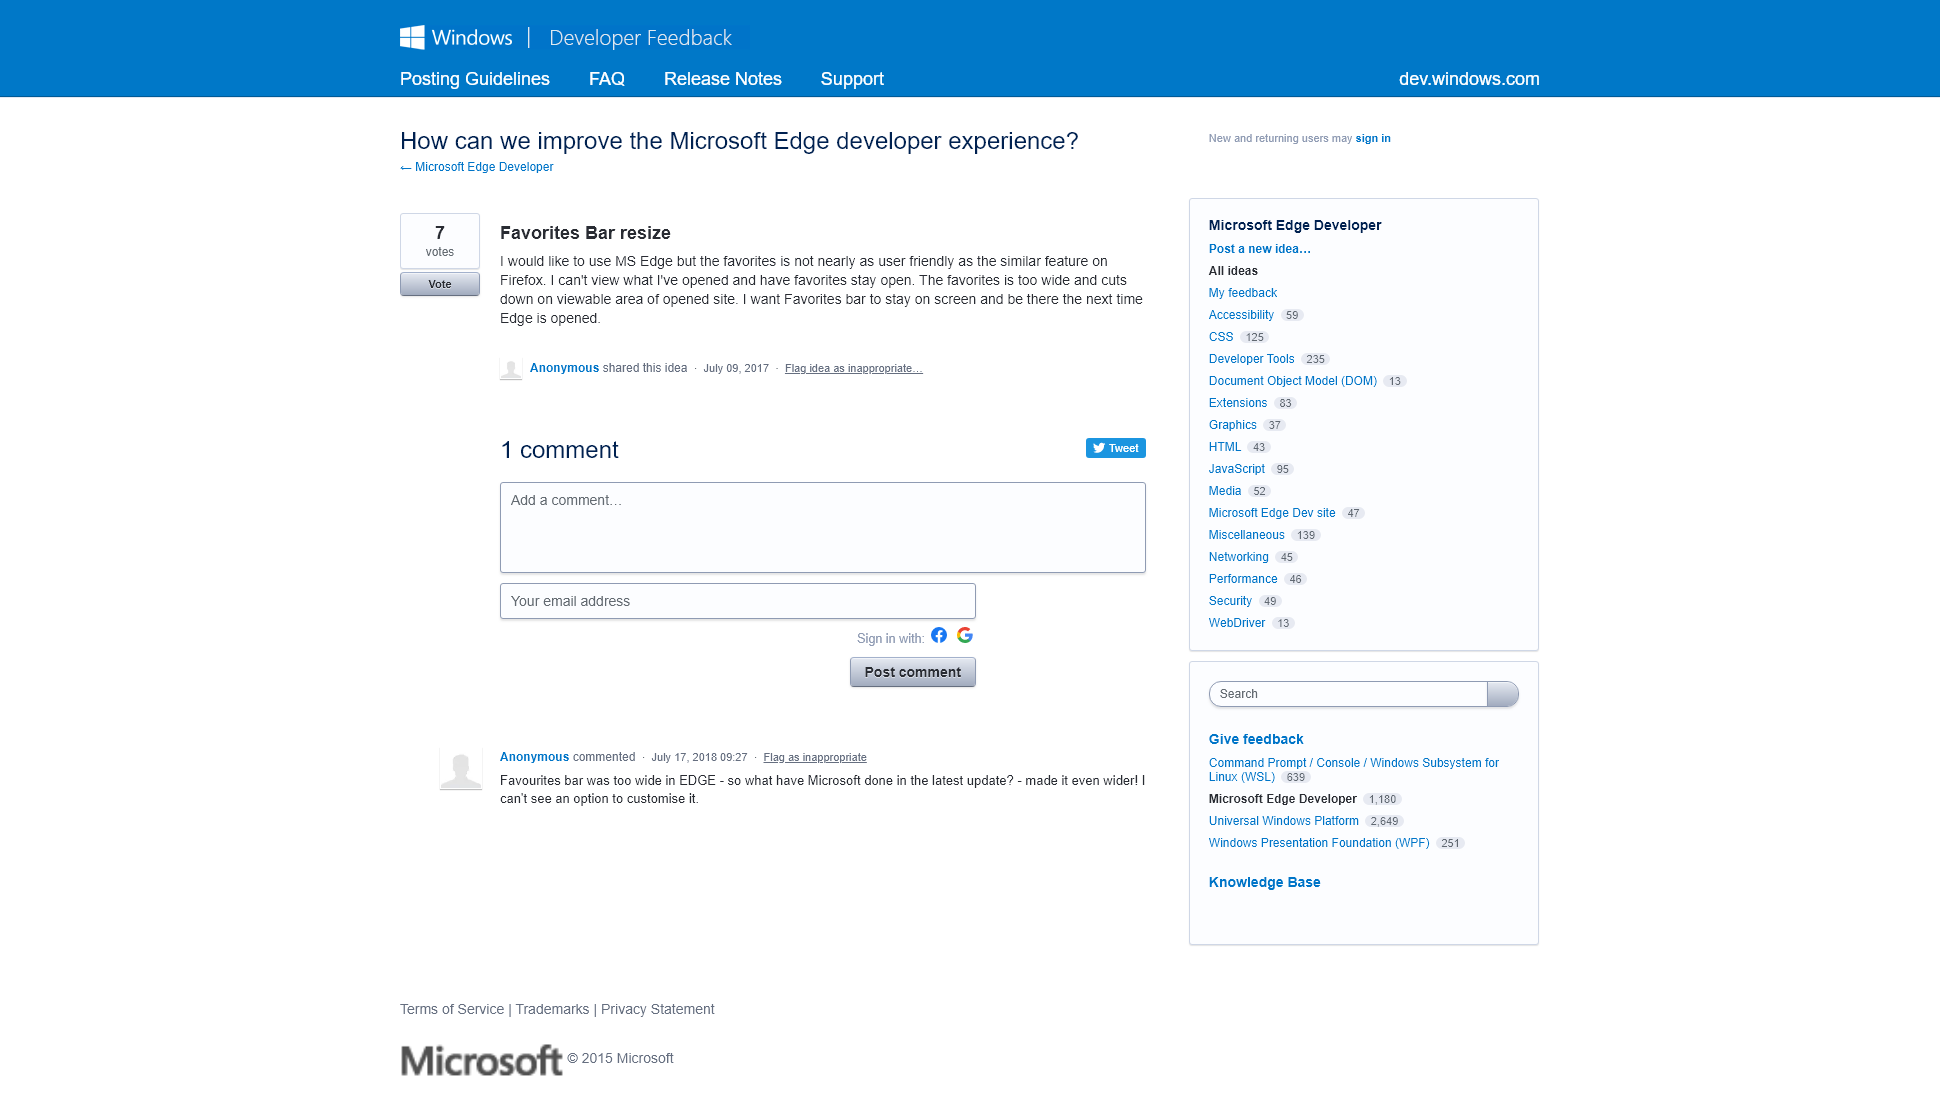 Windows | Developer Feedback
Posting Guidelines FAQ Release Notes Support dev.windows.com
How can we improve the Microsoft Edge developer experience?
← Microsoft Edge Developer
New and returning users may sign in
7
votes
Vote
Favorites Bar resize
I would like to use MS Edge but the favorites is not nearly as user friendly as the similar feature on
Firefox. I can't view what I've opened and have favorites stay open. The favorites is too wide and cuts
down on viewable area of opened site. I want Favorites bar to stay on screen and be there the next time
Edge is opened.
Anonymous shared this idea · July 09, 2017 · Flag idea as inappropriate…
1 comment
Tweet
Add a comment…
Your email address
Sign in with:
Post comment
Anonymous commented · July 17, 2018 09:27 · Flag as inappropriate
Favourites bar was too wide in EDGE - so what have Microsoft done in the latest update? - made it even wider! I
can't see an option to customise it.
Microsoft Edge Developer
Post a new idea…
All ideas
My feedback
Accessibility 59
CSS 125
Developer Tools 235
Document Object Model (DOM) 13
Extensions 83
Graphics 37
HTML 43
JavaScript 95
Media 52
Microsoft Edge Dev site 47
Miscellaneous 139
Networking 45
Performance 46
Security 49
WebDriver 13
Search
Give feedback
Command Prompt / Console / Windows Subsystem for
Linux (WSL) 639
Microsoft Edge Developer 1,180
Universal Windows Platform 2,649
Windows Presentation Foundation (WPF) 251
Knowledge Base
Terms of Service | Trademarks | Privacy Statement
Microsoft © 2015 Microsoft